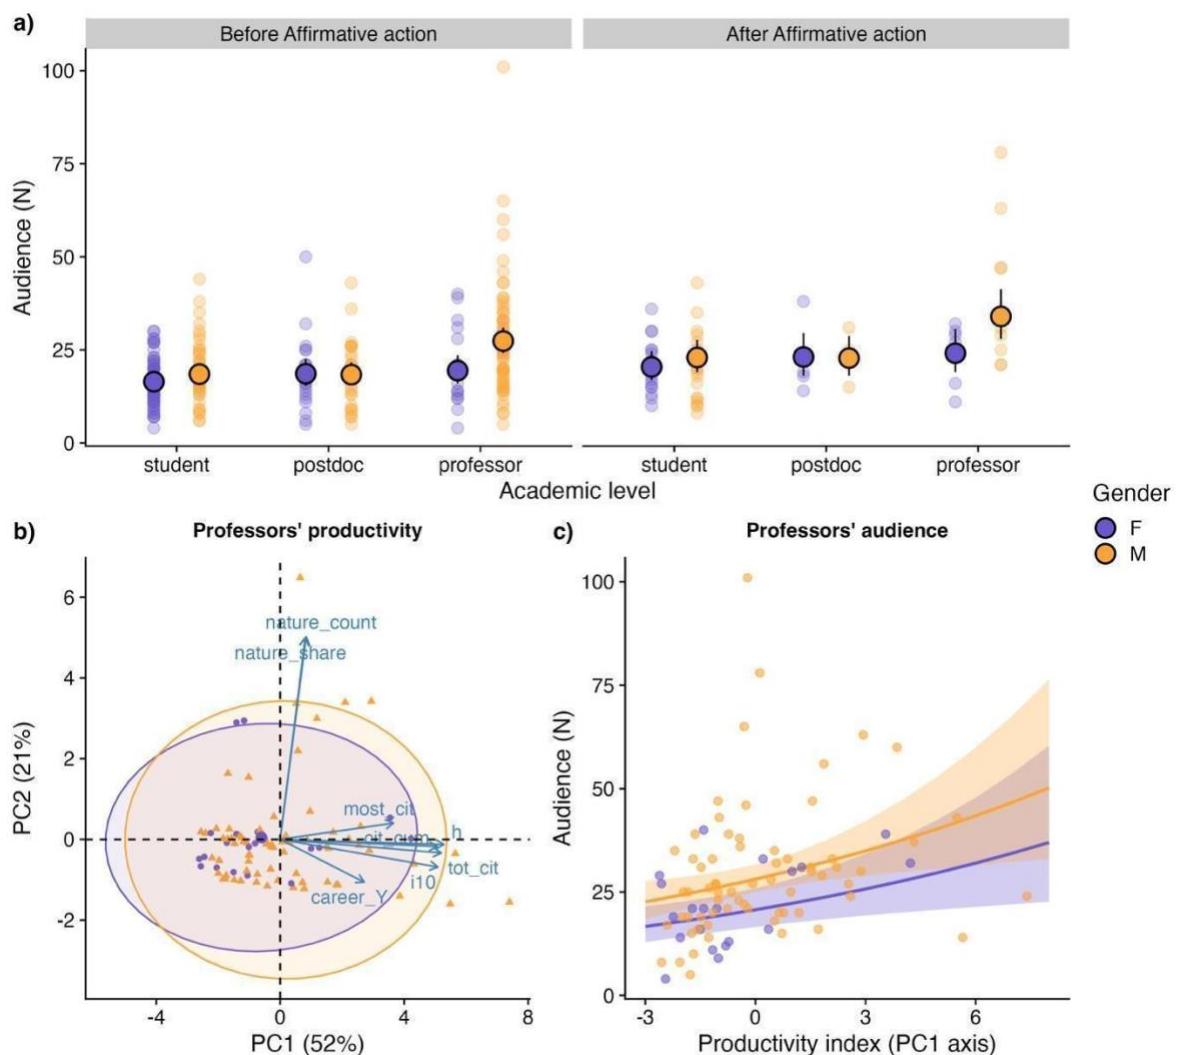 a)
Before Affirmative action
After Affirmative action
Audience (N)
100
75
50
25
0
student
postdoc
professor
student
postdoc
professor
Academic level
Gender
F
M
b)
Professors' productivity
PC2 (21%)
6
4
2
0
-2
nature_count
nature_share
most_cit
cit_cum
h
tot_cit
i10
career_Y
-4
0
4
8
PC1 (52%)
c)
Professors' audience
Audience (N)
100
75
50
25
0
-3
0
3
6
Productivity index (PC1 axis)